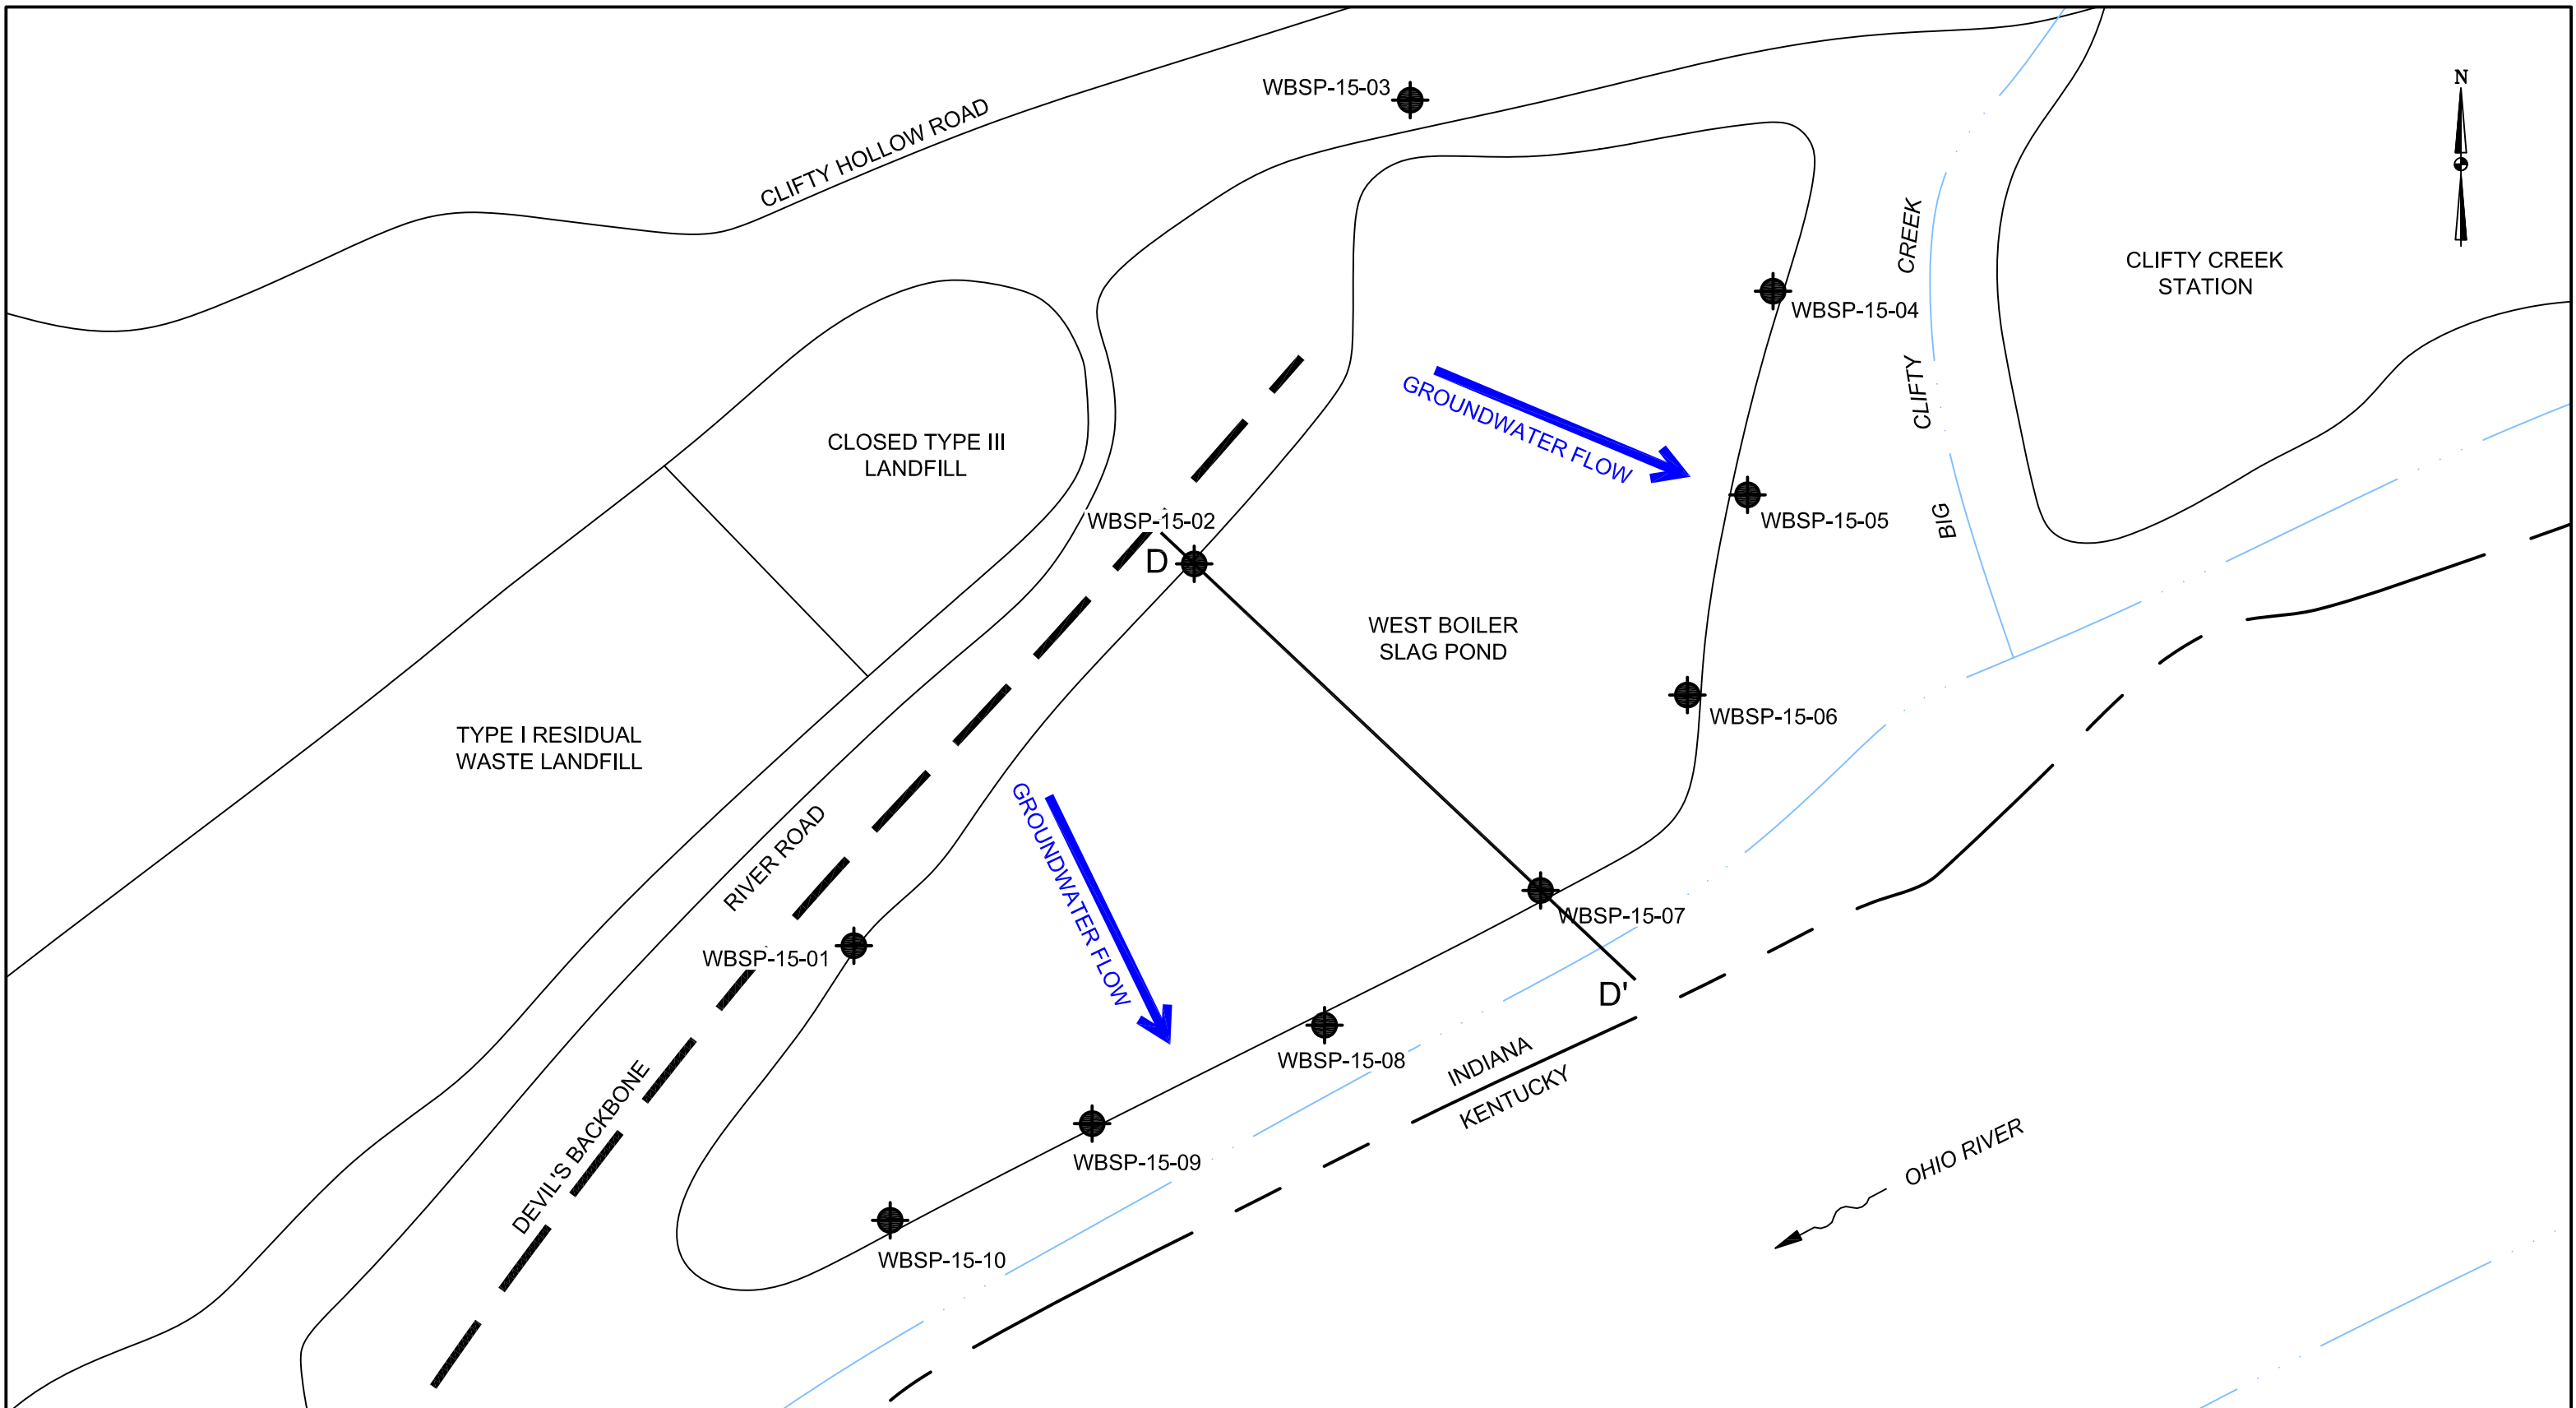 WBSP-15-03
N
CLIFTY HOLLOW ROAD
CREEK
CLIFTY
BIG
CLIFTY CREEK
STATION
WBSP-15-04
GROUNDWATER FLOW
CLOSED TYPE III
LANDFILL
WBSP-15-02
D
WBSP-15-05
WEST BOILER
SLAG POND
WBSP-15-06
TYPE I RESIDUAL
WASTE LANDFILL
RIVER ROAD
GROUNDWATER FLOW
WBSP-15-07
WBSP-15-01
D'
WBSP-15-08
INDIANA
KENTUCKY
DEVIL'S BACKBONE
WBSP-15-09
OHIO RIVER
WBSP-15-10